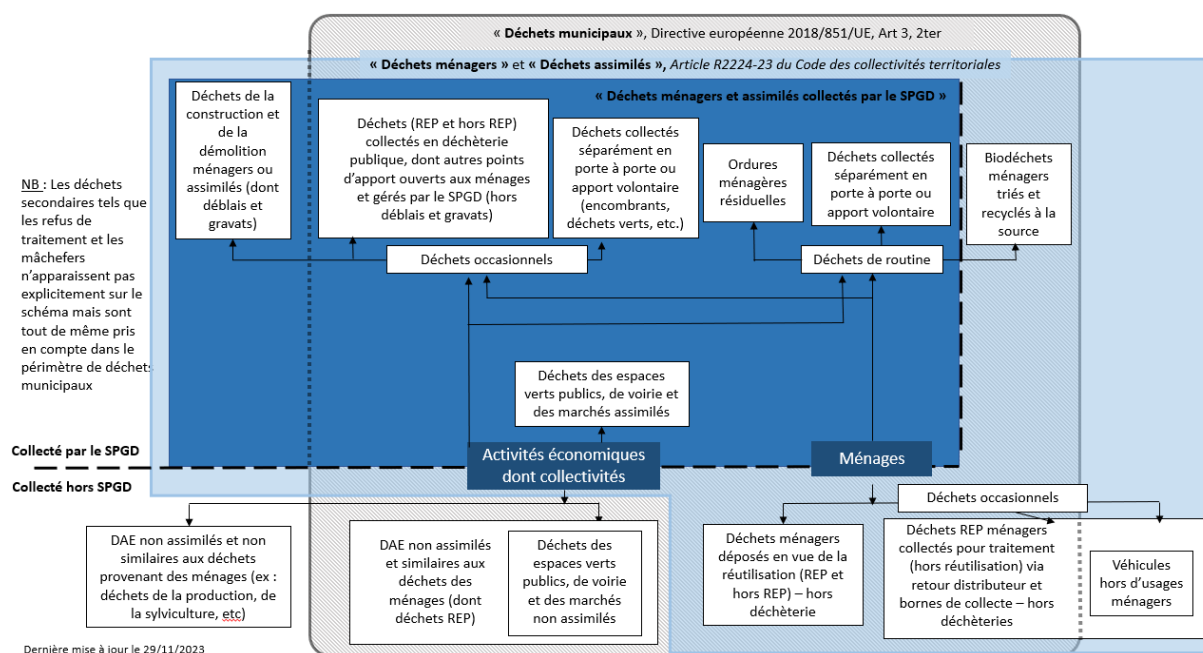 « Déchets municipaux », Directive européenne 2018/851/UE, Art 3, 2ter
« Déchets ménagers » et « Déchets assimilés », Article R2224-23 du Code des collectivités territoriales
« Déchets ménagers et assimilés collectés par le SPGD »
Déchets de la
construction et
de la
démolition
ménagers ou
assimilés (dont
déblais et
gravats)
Déchets (REP et hors REP)
collectés en déchèterie
publique, dont autres points
d’apport ouverts aux ménages
et gérés par le SPGD (hors
déblais et gravats)
Déchets collectés
séparément en
porte à porte ou
apport volontaire
(encombrants,
déchets verts, etc.)
Ordures
ménagères
résiduelles
Déchets collectés
séparément en
porte à porte ou
apport volontaire
Biodéchets
ménagers
triés et
recyclés à la
source
NB : Les déchets
secondaires tels que
les refus de
traitement et les
mâchefers
n’apparaissent pas
explicitement sur le
schéma mais sont
tout de même pris
en compte dans le
périmètre de déchets
municipaux
Déchets occasionnels
Déchets de routine
Déchets des espaces
verts publics, de voirie et
des marchés assimilés
Collecté par le SPGD
Collecté hors SPGD
Activités économiques
dont collectivités
Ménages
Déchets occasionnels
DAE non assimilés et non
similaires aux déchets
provenant des ménages (ex :
déchets de la production, de
la sylviculture, etc)
DAE non assimilés
et similaires aux
déchets des
ménages (dont
déchets REP)
Déchets des
espaces verts
publics, de voirie
et des marchés
non assimilés
Déchets ménagers
déposés en vue de la
réutilisation (REP et
hors REP) – hors
déchèterie
Déchets REP ménagers
collectés pour traitement
(hors réutilisation) via
retour distributeur et
bornes de collecte – hors
déchèteries
Véhicules
hors d’usages
ménagers
Dernière mise à jour le 29/11/2023